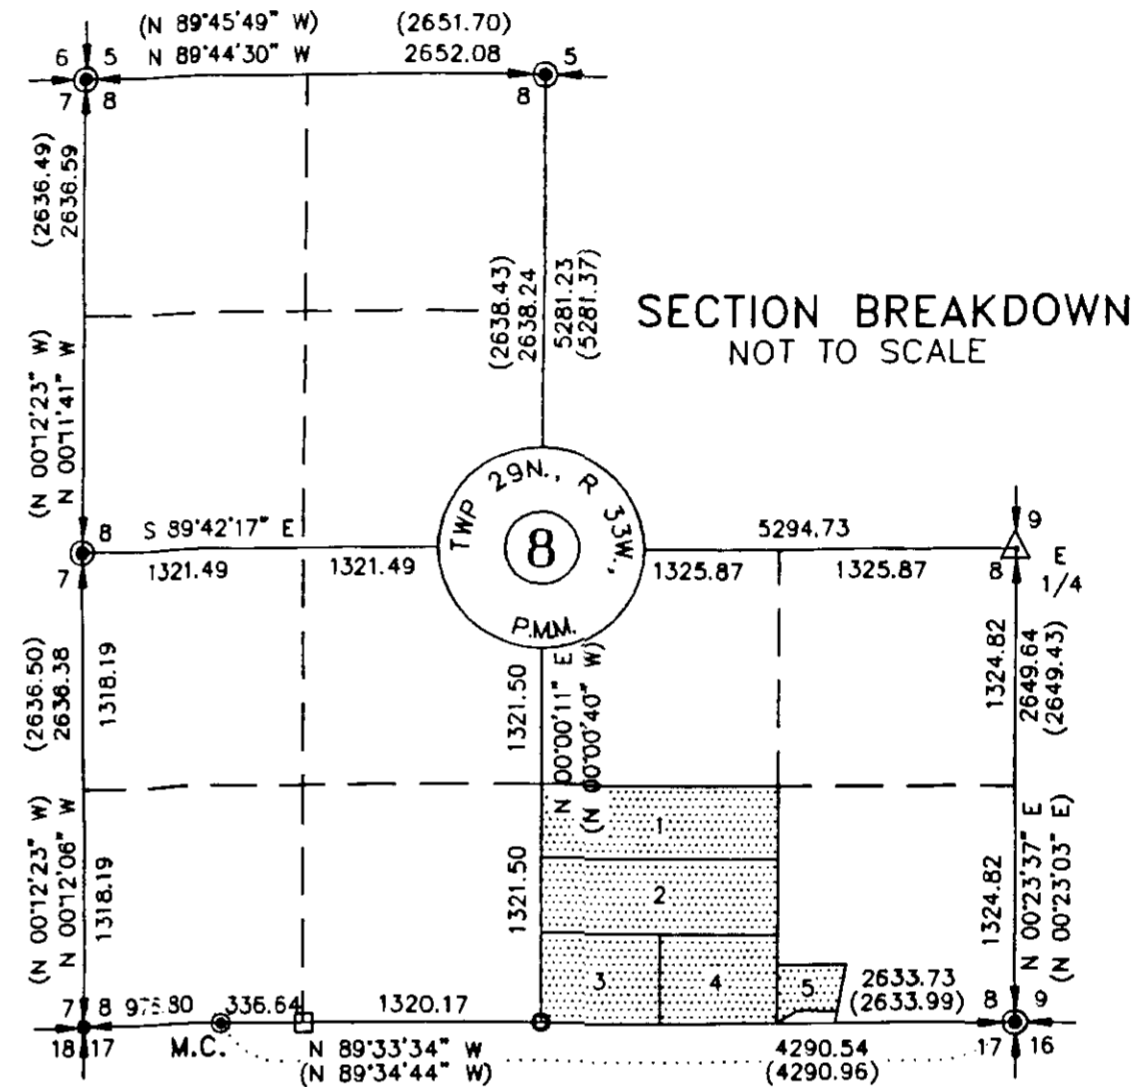 (N 89°45'49" W) (2651.70)
N 89°44'30" W 2652.08
6 5
7 8
5
8
(2636.49)
2636.59
(N 00°12'23" W)
N 00°11'41" W
(2638.43)
2638.24
5281.23
(5281.37)
SECTION BREAKDOWN
NOT TO SCALE
TWP 29N., R 33W.,
8
P.M.M.
8
7
S 89°42'17" E
1321.49 1321.49
5294.73
1325.87 1325.87
9
8
E
1/4
(2636.50)
2638.38
1318.19
(N 00°12'23" W)
N 00°12'06" W
1318.19
1321.50
N 00°00'11" E
(N 00°00'40" W)
1321.50
1324.82
2649.64
(2649.43)
1324.82
N 00°23'37" E
(N 00°23'03" E)
1
2
3 4 5
2633.73
(2633.99)
7 8
18 17
336.64 1320.17
M.C.
N 89°33'34" W
(N 89°34'44" W)
4290.54
(4290.96)
8 9
17 16